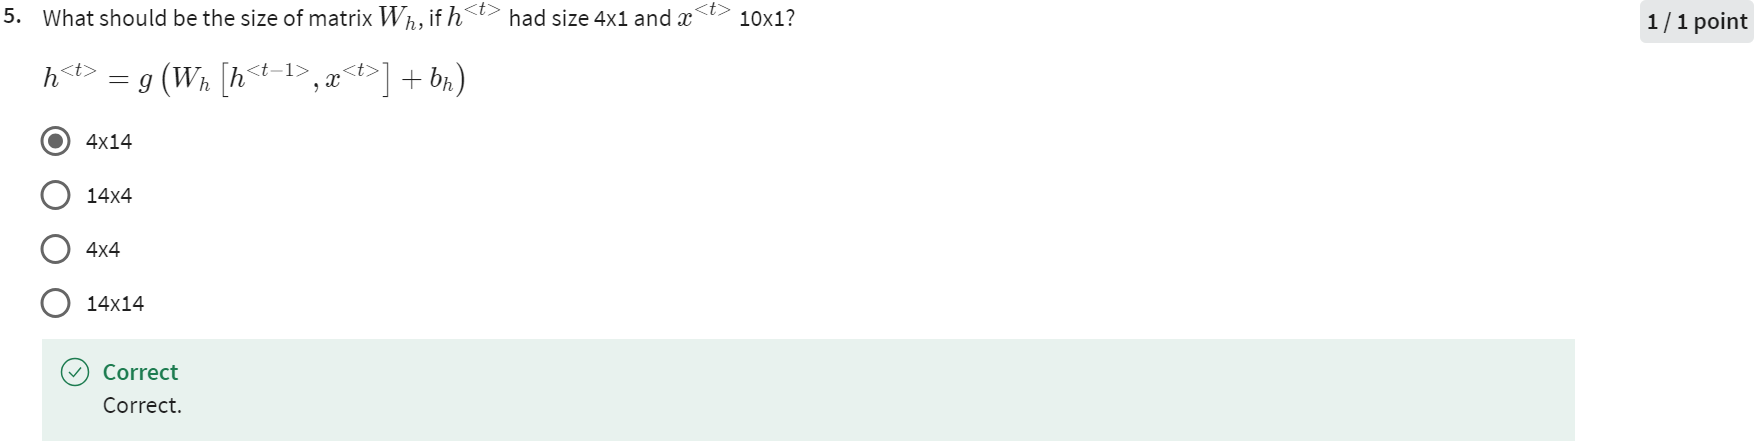 5. What should be the size of matrix W_h, if h^{<t>} had size 4x1 and x^{<t>} 10x1?
1 / 1 point
h^{<t>} = g (W_h [h^{<t−1>}, x^{<t>}] + b_h)
4x14
14x4
4x4
14x14
Correct
Correct.